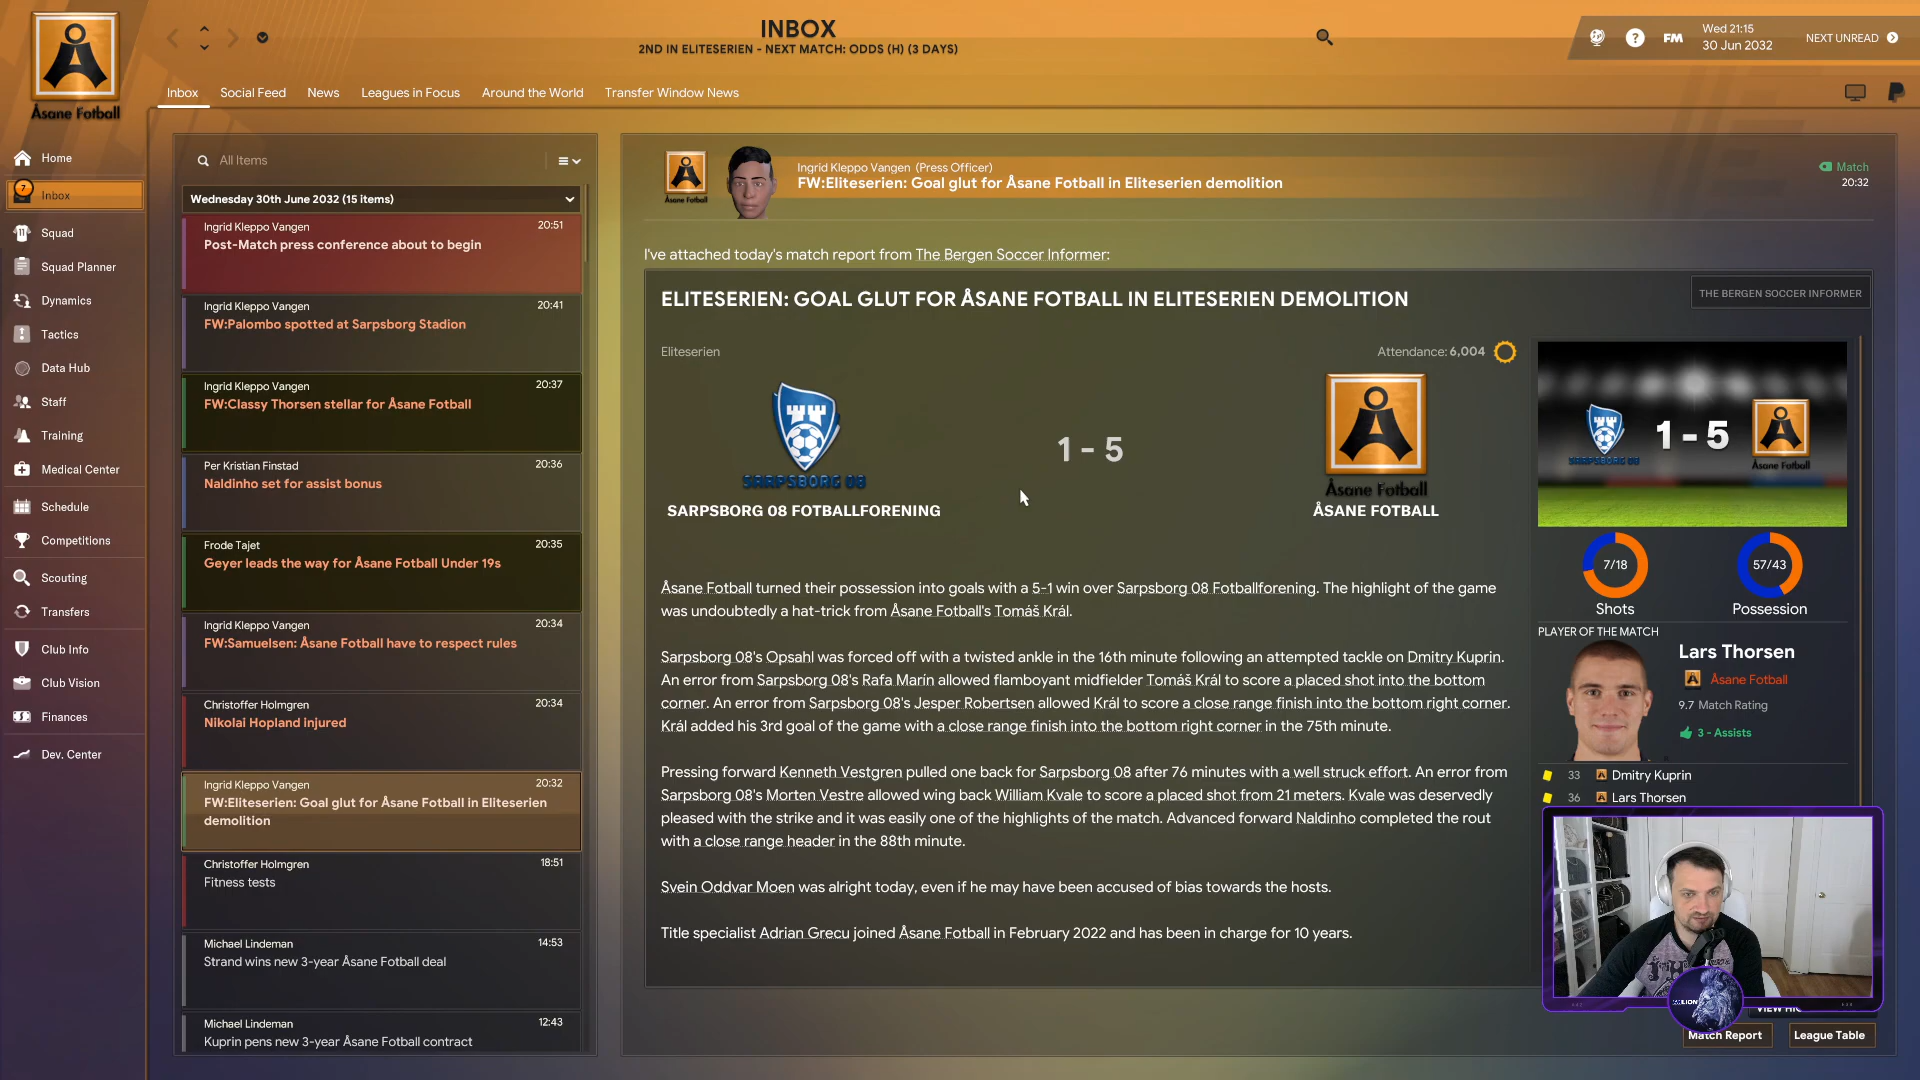 INBOX
2ND IN ELITESERIEN - NEXT MATCH: ODDS (H) (3 DAYS)
FM
Wed 21:15
30 Jun 2032
NEXT UNREAD
Åsane Fotball
Inbox
Social Feed
News
Leagues in Focus
Around the World
Transfer Window News
Home
7
Inbox
Squad
Squad Planner
Dynamics
Tactics
Data Hub
Staff
Training
Medical Center
Schedule
Competitions
Scouting
Transfers
Club Info
Club Vision
Finances
Dev. Center
All Items
Wednesday 30th June 2032 (15 items)
Ingrid Kleppo Vangen 20:51
Post-Match press conference about to begin
Ingrid Kleppo Vangen 20:41
FW:Palombo spotted at Sarpsborg Stadion
Ingrid Kleppo Vangen 20:37
FW:Classy Thorsen stellar for Åsane Fotball
Per Kristian Finstad 20:36
Naldinho set for assist bonus
Frode Tajet 20:35
Geyer leads the way for Åsane Fotball Under 19s
Ingrid Kleppo Vangen 20:34
FW:Samuelsen: Åsane Fotball have to respect rules
Christoffer Holmgren 20:34
Nikolai Hopland injured
Ingrid Kleppo Vangen 20:32
FW:Eliteserien: Goal glut for Åsane Fotball in Eliteserien
demolition
Christoffer Holmgren 18:51
Fitness tests
Michael Lindeman 14:53
Strand wins new 3-year Åsane Fotball deal
Michael Lindeman 12:43
Kuprin pens new 3-year Åsane Fotball contract
Åsane Fotball
Ingrid Kleppo Vangen (Press Officer)
FW:Eliteserien: Goal glut for Åsane Fotball in Eliteserien demolition
Match
20:32
I've attached today's match report from The Bergen Soccer Informer:
ELITESERIEN: GOAL GLUT FOR ÅSANE FOTBALL IN ELITESERIEN DEMOLITION
THE BERGEN SOCCER INFORMER
Eliteserien
Attendance: 6,004
SARPSBORG 08
1 - 5
Åsane Fotball
SARPSBORG 08 FOTBALLFORENING
ÅSANE FOTBALL
Åsane Fotball turned their possession into goals with a 5-1 win over Sarpsborg 08 Fotballforening. The highlight of the game
was undoubtedly a hat-trick from Åsane Fotball's Tomáš Král.
Sarpsborg 08's Opsahl was forced off with a twisted ankle in the 16th minute following an attempted tackle on Dmitry Kuprin.
An error from Sarpsborg 08's Rafa Marín allowed flamboyant midfielder Tomáš Král to score a placed shot into the bottom
corner. An error from Sarpsborg 08's Jesper Robertsen allowed Král to score a close range finish into the bottom right corner.
Král added his 3rd goal of the game with a close range finish into the bottom right corner in the 75th minute.
Pressing forward Kenneth Vestgren pulled one back for Sarpsborg 08 after 76 minutes with a well struck effort. An error from
Sarpsborg 08's Morten Vestre allowed wing back William Kvale to score a placed shot from 21 meters. Kvale was deservedly
pleased with the strike and it was easily one of the highlights of the match. Advanced forward Naldinho completed the rout
with a close range header in the 88th minute.
Svein Oddvar Moen was alright today, even if he may have been accused of bias towards the hosts.
Title specialist Adrian Grecu joined Åsane Fotball in February 2022 and has been in charge for 10 years.
1 - 5
SARPSBORG 08
Åsane Fotball
7/18
57/43
Shots
Possession
PLAYER OF THE MATCH
Lars Thorsen
Åsane Fotball
9.7 Match Rating
3 - Assists
33 Dmitry Kuprin
36 Lars Thorsen
Match Report
League Table